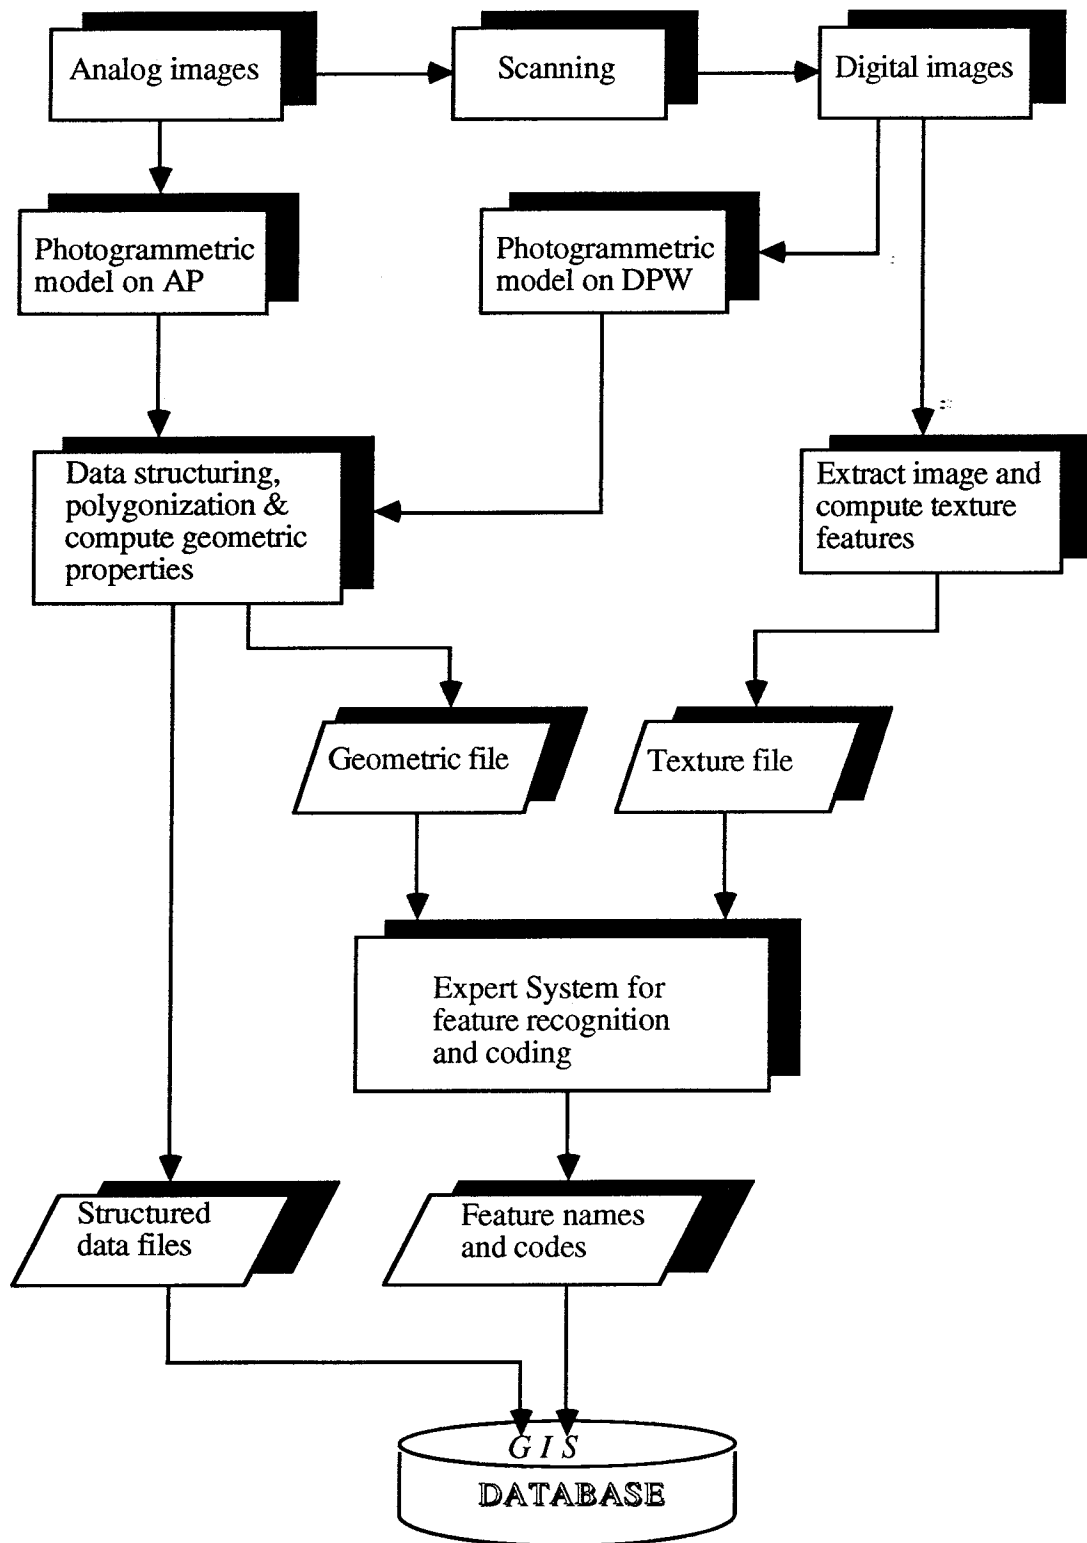 Analog images
Scanning
Digital images
Photogrammetric
model on AP
Photogrammetric
model on DPW
Data structuring,
polygonization &
compute geometric
properties
Extract image and
compute texture
features
Geometric file
Texture file
Expert System for
feature recognition
and coding
Structured
data files
Feature names
and codes
G I S
DATABASE